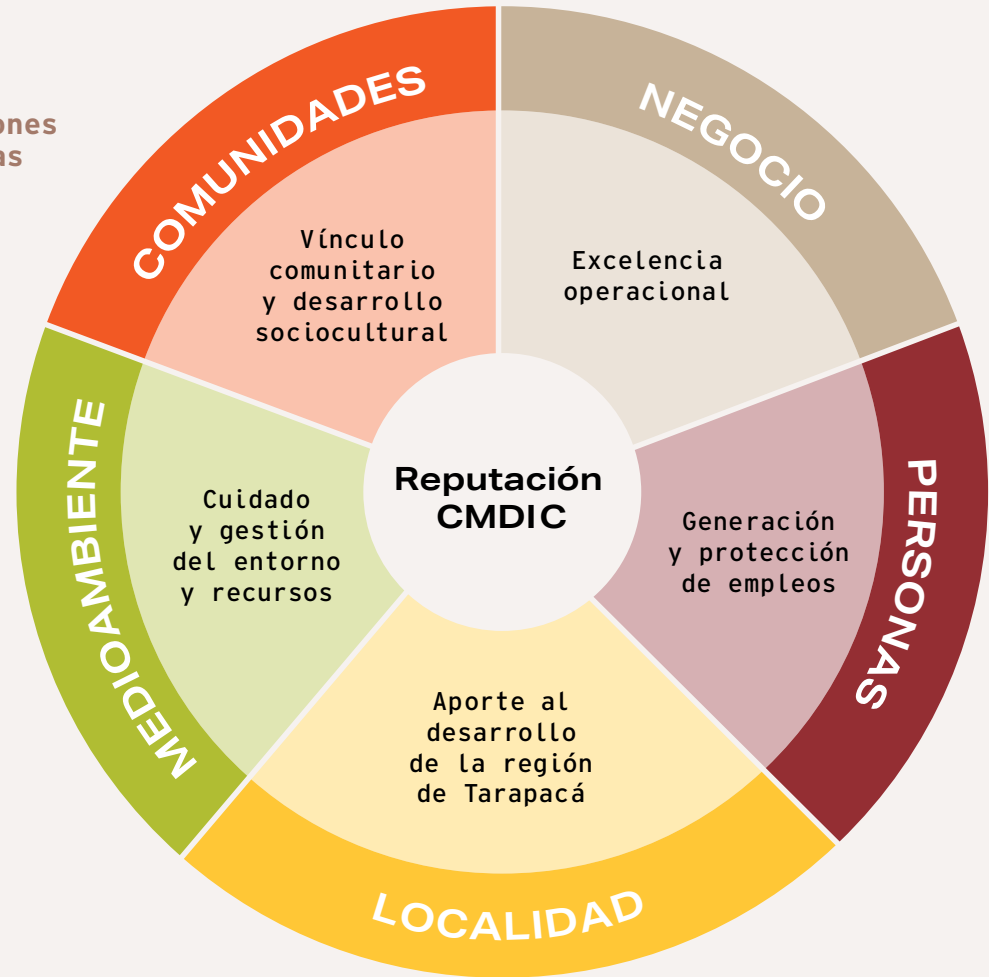 COMUNIDADES
Vínculo
comunitario
y desarrollo
sociocultural
NEGOCIO
Excelencia
operacional
PERSONAS
Generación
y protección
de empleos
LOCALIDAD
Aporte al
desarrollo
de la región
de Tarapacá
MEDIOAMBIENTE
Cuidado
y gestión
del entorno
y recursos
Reputación
CMDIC